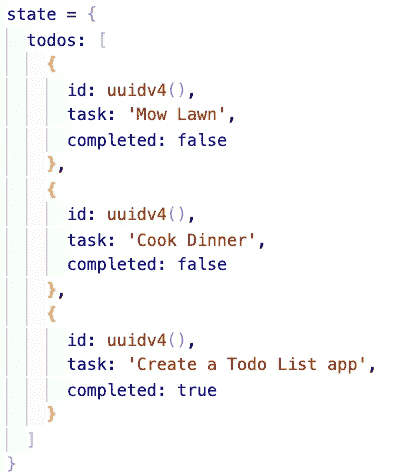 state = {
  todos: [
    {
      id: uuidv4(),
      task: 'Mow Lawn',
      completed: false
    },
    {
      id: uuidv4(),
      task: 'Cook Dinner',
      completed: false
    },
    {
      id: uuidv4(),
      task: 'Create a Todo List app',
      completed: true
    }
  ]
}